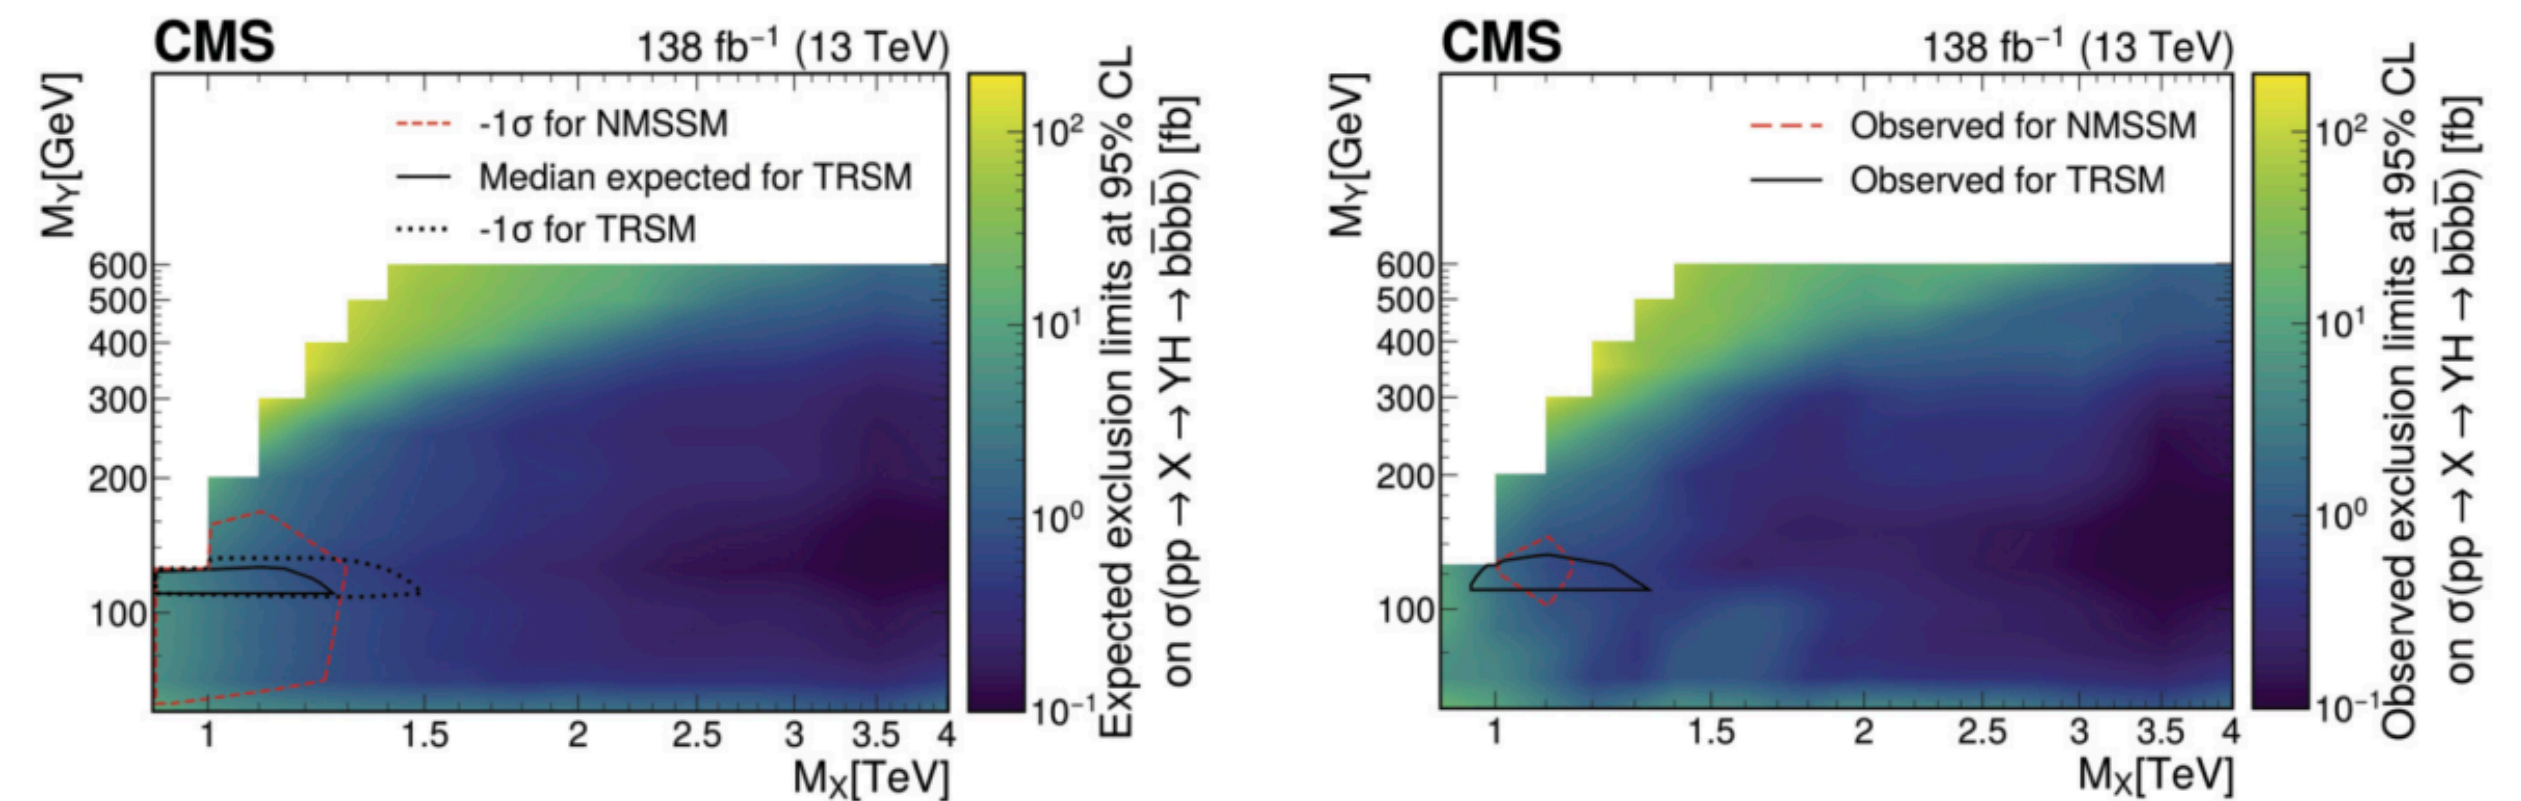 CMS
138 fb⁻¹ (13 TeV)
M_Y[GeV]
-1σ for NMSSM
Median expected for TRSM
-1σ for TRSM
600
500
400
300
200
100
1
1.5
2
2.5
3
3.5
4
M_X[TeV]
10²
10¹
10⁰
10⁻¹
Expected exclusion limits at 95% CL
on σ(pp → X → YH → bb̅bb̅) [fb]
CMS
138 fb⁻¹ (13 TeV)
M_Y[GeV]
Observed for NMSSM
Observed for TRSM
600
500
400
300
200
100
1
1.5
2
2.5
3
3.5
4
M_X[TeV]
10²
10¹
10⁰
10⁻¹
Observed exclusion limits at 95% CL
on σ(pp → X → YH → bb̅bb̅) [fb]